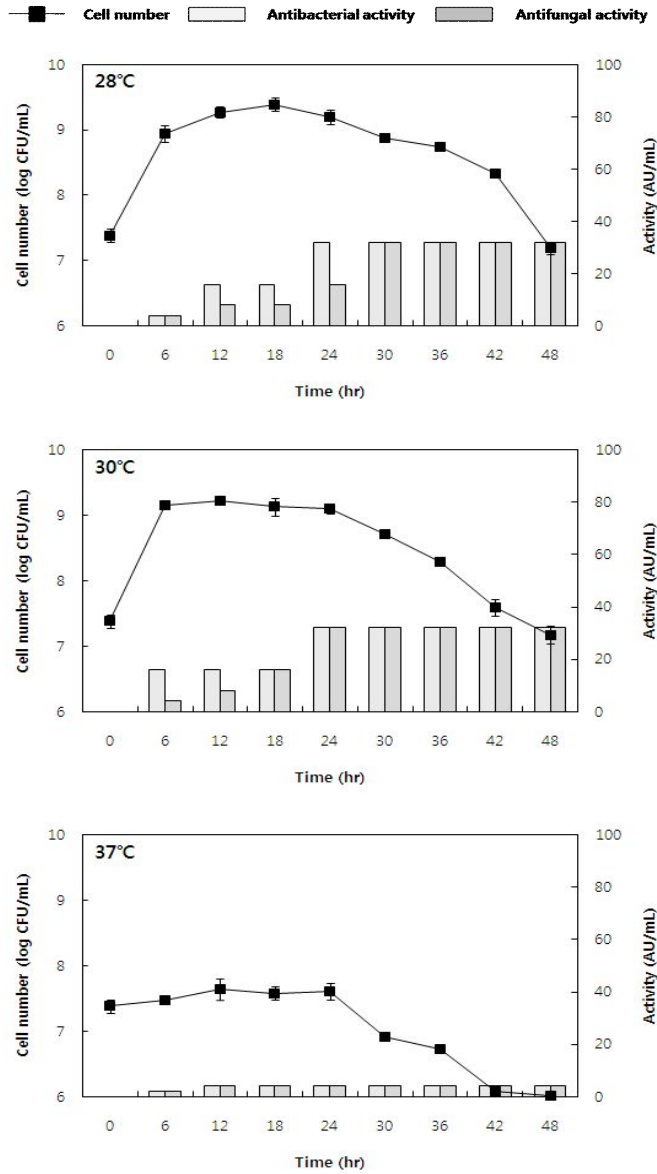 Cell number Antibacterial activity Antifungal activity
28℃
10
9
8
7
6
100
80
60
40
20
0
0 6 12 18 24 30 36 42 48
Cell number (log CFU/mL)
Activity (AU/mL)
Time (hr)
30℃
10
9
8
7
6
100
80
60
40
20
0
0 6 12 18 24 30 36 42 48
Cell number (log CFU/mL)
Activity (AU/mL)
Time (hr)
37℃
10
9
8
7
6
100
80
60
40
20
0
0 6 12 18 24 30 36 42 48
Cell number (log CFU/mL)
Activity (AU/mL)
Time (hr)